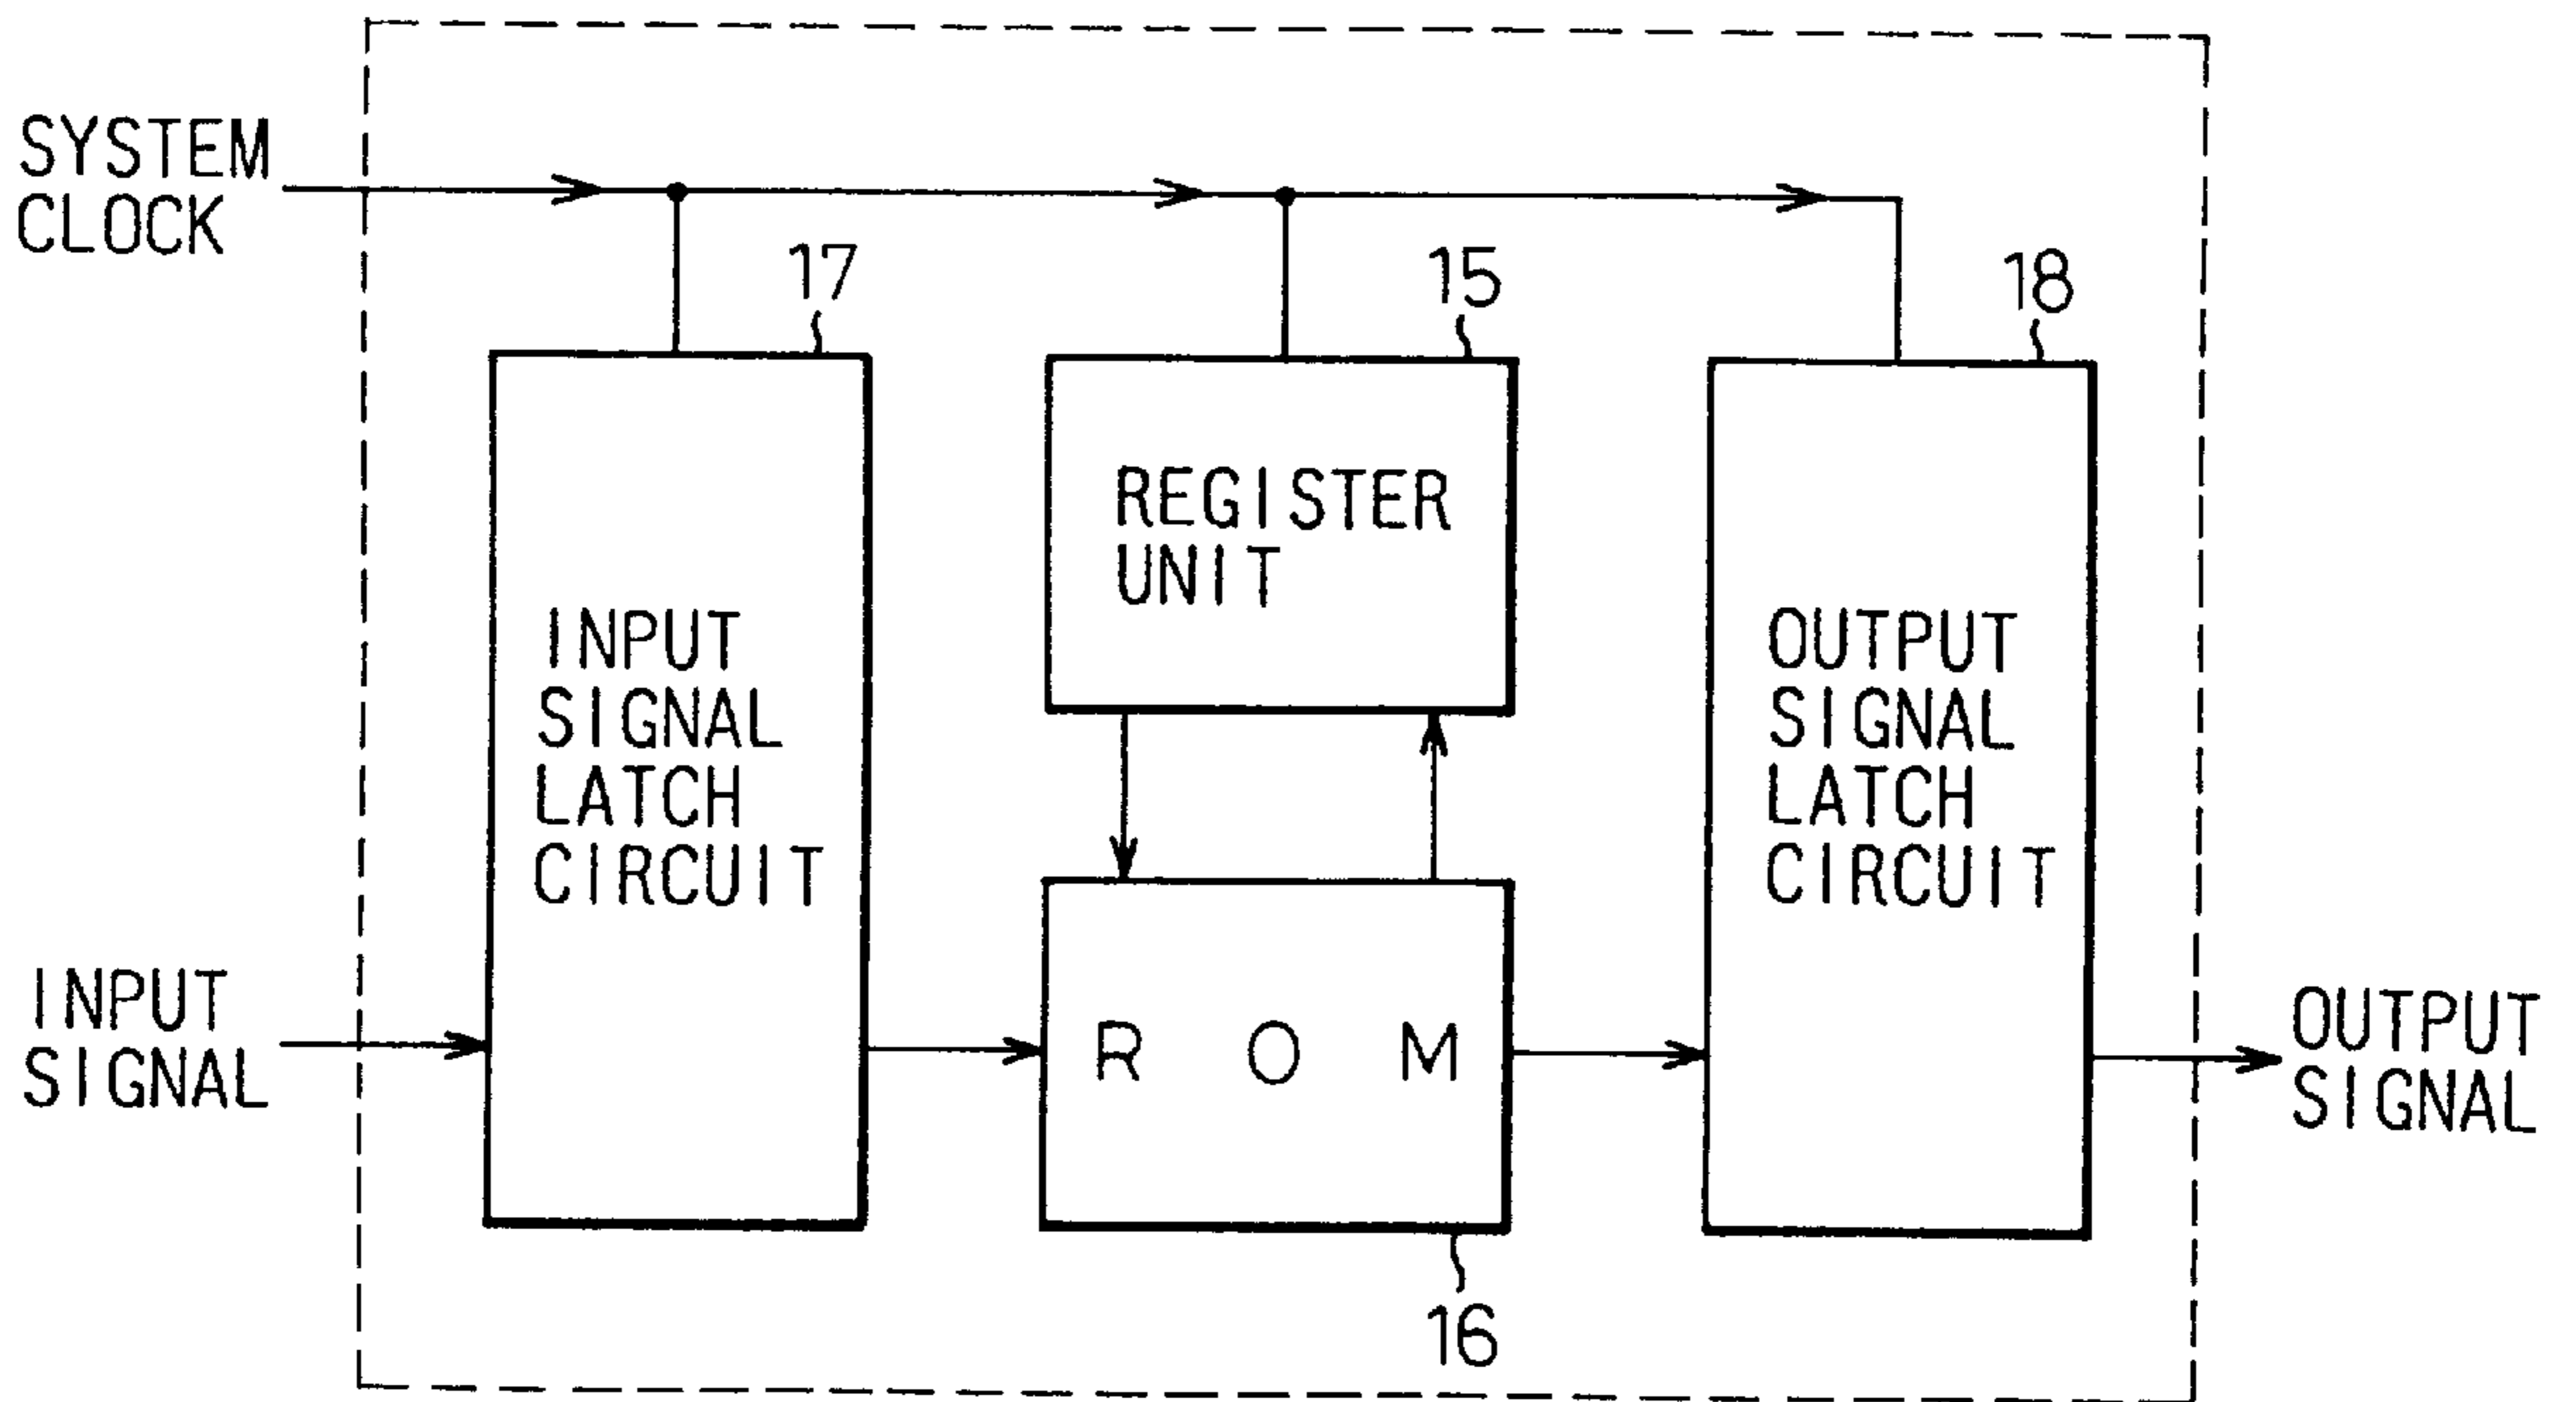 SYSTEM
CLOCK
17
15
18
REGISTER
UNIT
INPUT
SIGNAL
LATCH
CIRCUIT
OUTPUT
SIGNAL
LATCH
CIRCUIT
INPUT
SIGNAL
R O M
OUTPUT
SIGNAL
16